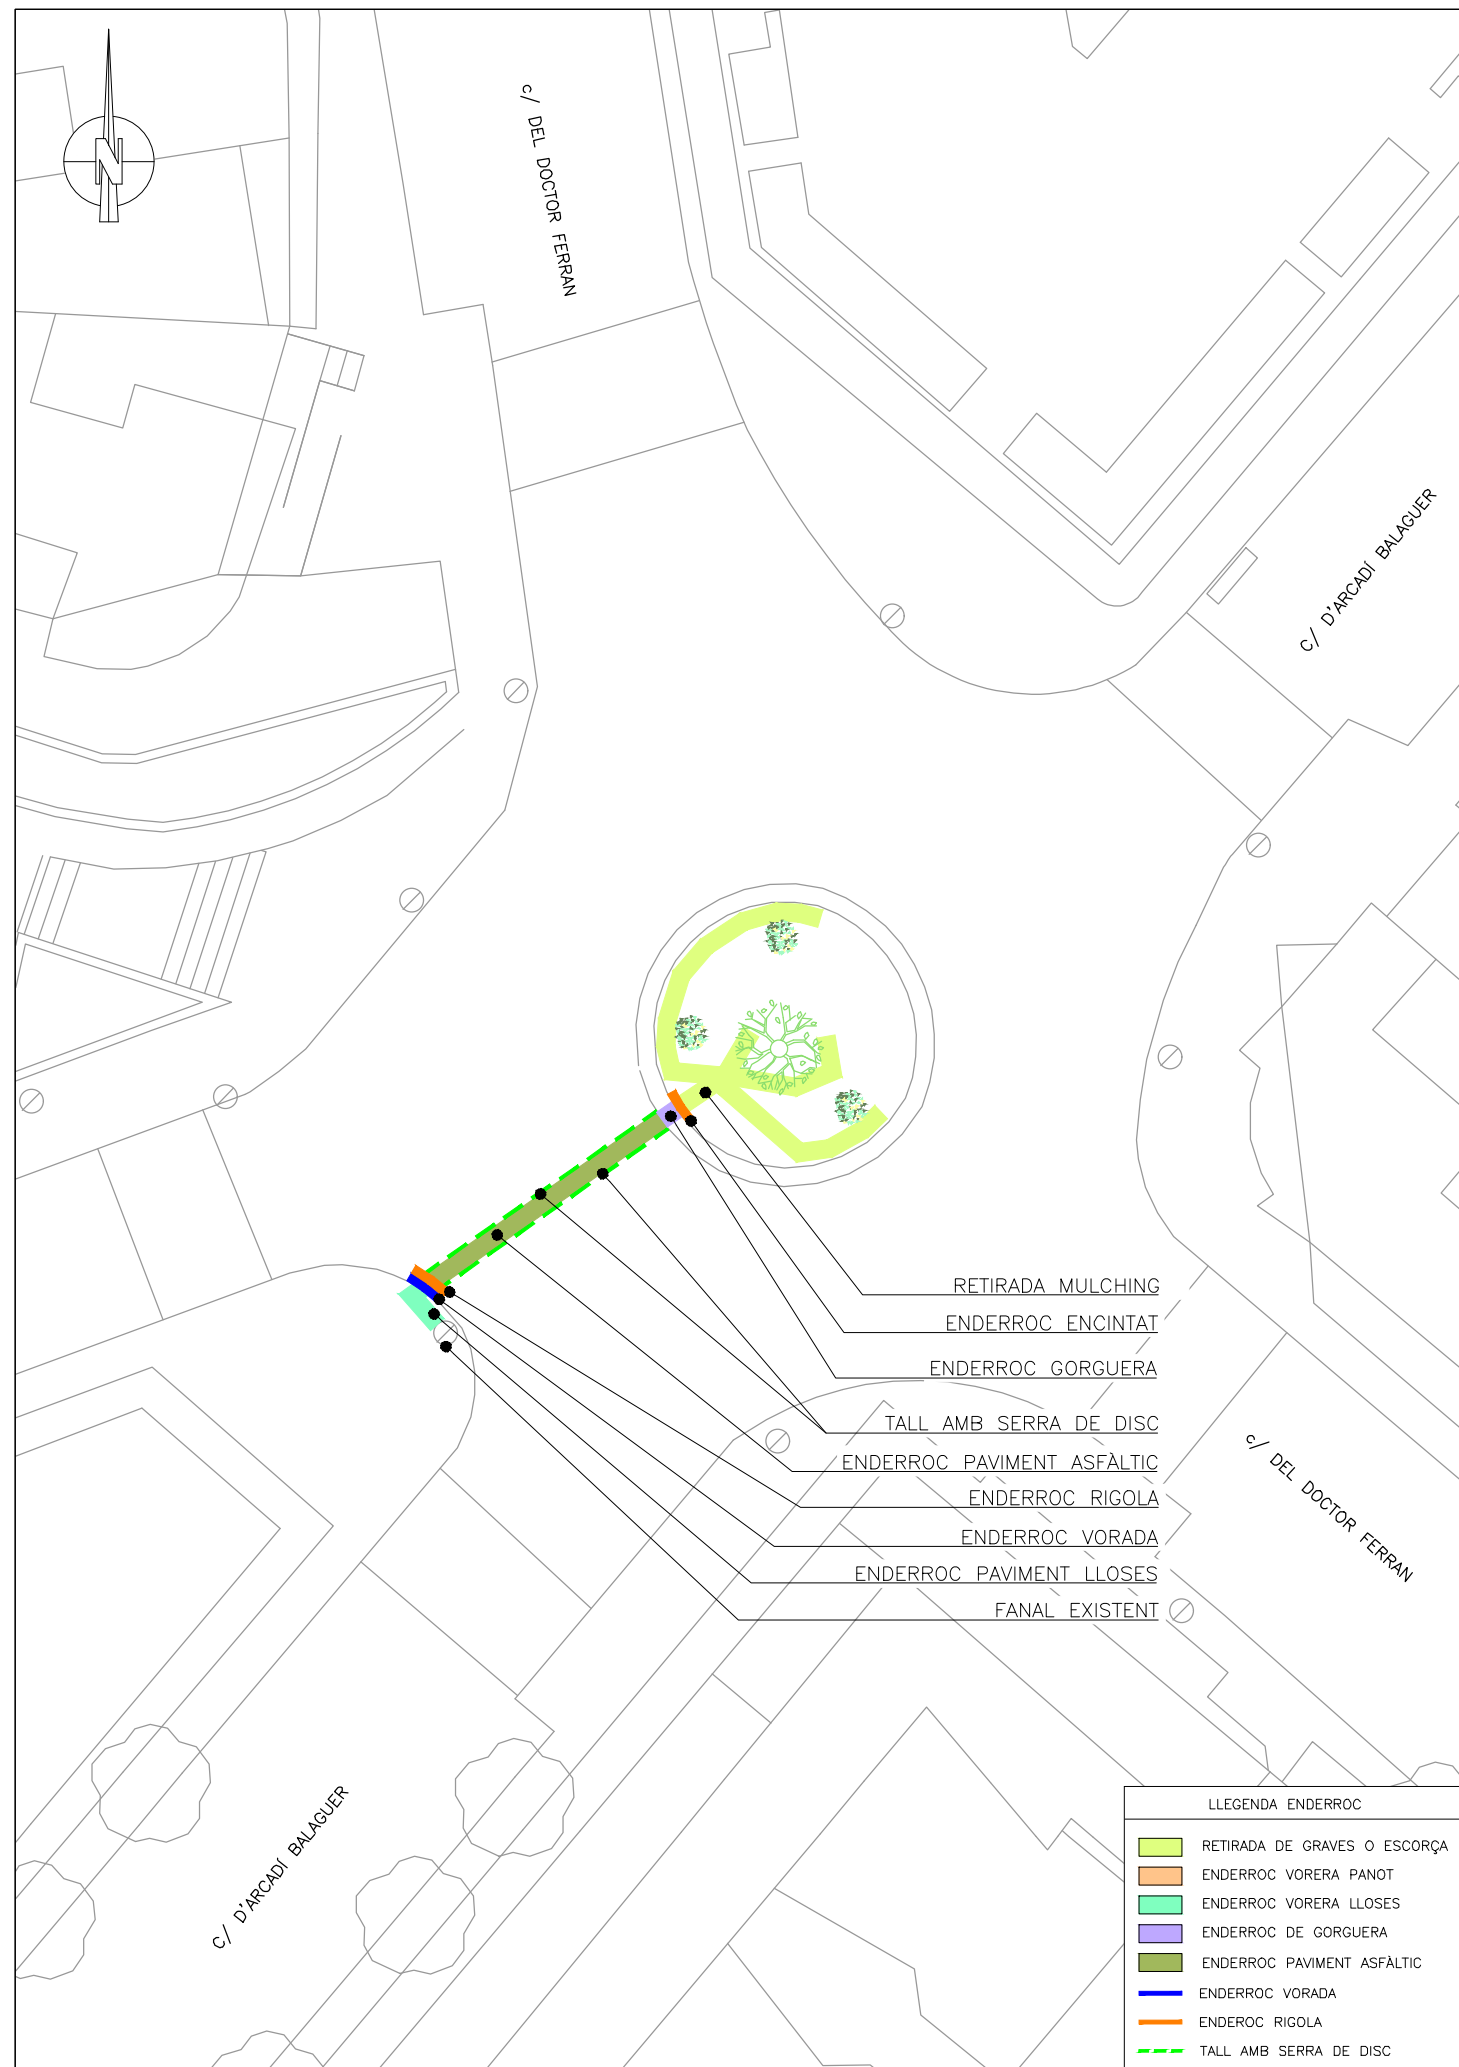 N
c/ DEL DOCTOR FERRAN
C/ D'ARCADÍ BALAGUER
RETIRADA MULCHING
ENDERROC ENCINTAT
ENDERROC GORGUERA
TALL AMB SERRA DE DISC
ENDERROC PAVIMENT ASFÀLTIC
ENDERROC RIGOLA
ENDERROC VORADA
ENDERROC PAVIMENT LLOSES
FANAL EXISTENT
c/ DEL DOCTOR FERRAN
C/ D'ARCADÍ BALAGUER
LLEGENDA ENDERROC
RETIRADA DE GRAVES O ESCORÇA
ENDERROC VORERA PANOT
ENDERROC VORERA LLOSES
ENDERROC DE GORGUERA
ENDERROC PAVIMENT ASFÀLTIC
ENDERROC VORADA
ENDEROC RIGOLA
TALL AMB SERRA DE DISC